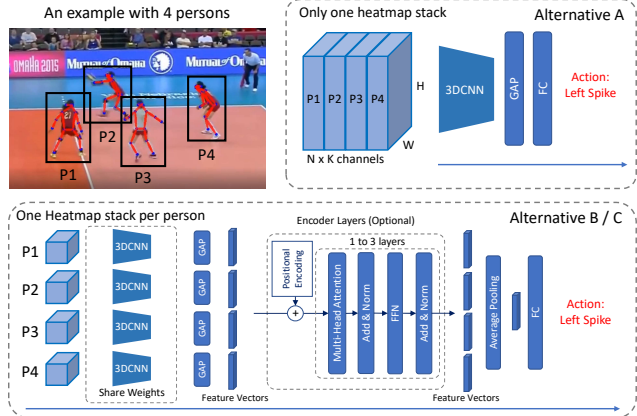 An example with 4 persons
OMAHA 2015
MUTUAL of OMAHA
MUTUAL of OMAHA
27
P1
P2
P3
P4
Only one heatmap stack
Alternative A
P1 P2 P3 P4
H
W
N x K channels
3DCNN
GAP
FC
Action:
Left Spike
One Heatmap stack per person
Alternative B / C
P1
P2
P3
P4
3DCNN
3DCNN
3DCNN
3DCNN
Share Weights
GAP
GAP
GAP
GAP
Feature Vectors
Encoder Layers (Optional)
1 to 3 layers
Positional
Encoding
+
Multi-Head Attention
Add & Norm
FFN
Add & Norm
Feature Vectors
Average Pooling
FC
Action:
Left Spike